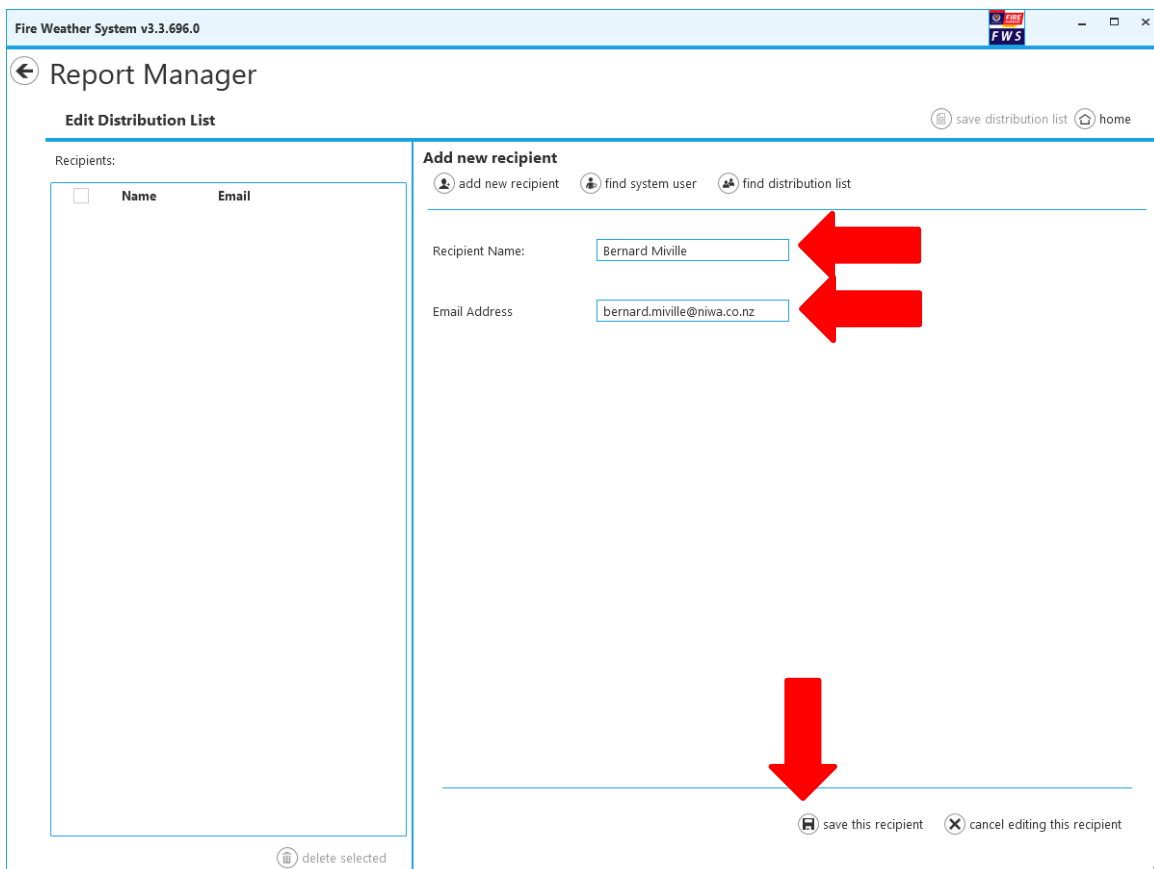 Fire Weather System v3.3.696.0
FIRE
FWS
Report Manager
Edit Distribution List
save distribution list
home
Recipients:
Name Email
delete selected
Add new recipient
add new recipient find system user find distribution list
Recipient Name: Bernard Miville
Email Address bernard.miville@niwa.co.nz
save this recipient cancel editing this recipient